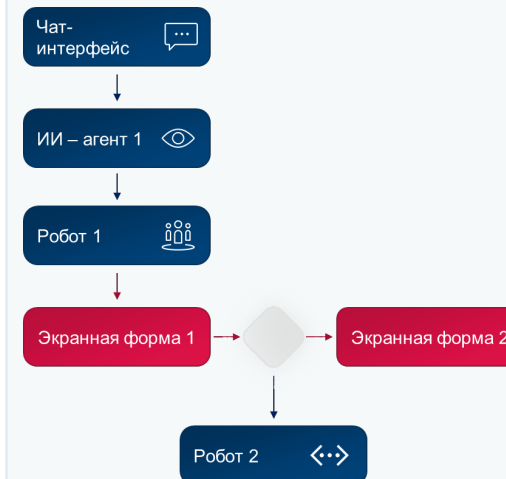 Чат-
интерфейс
ИИ – агент 1
Робот 1
Экранная форма 1
Экранная форма 2
Робот 2